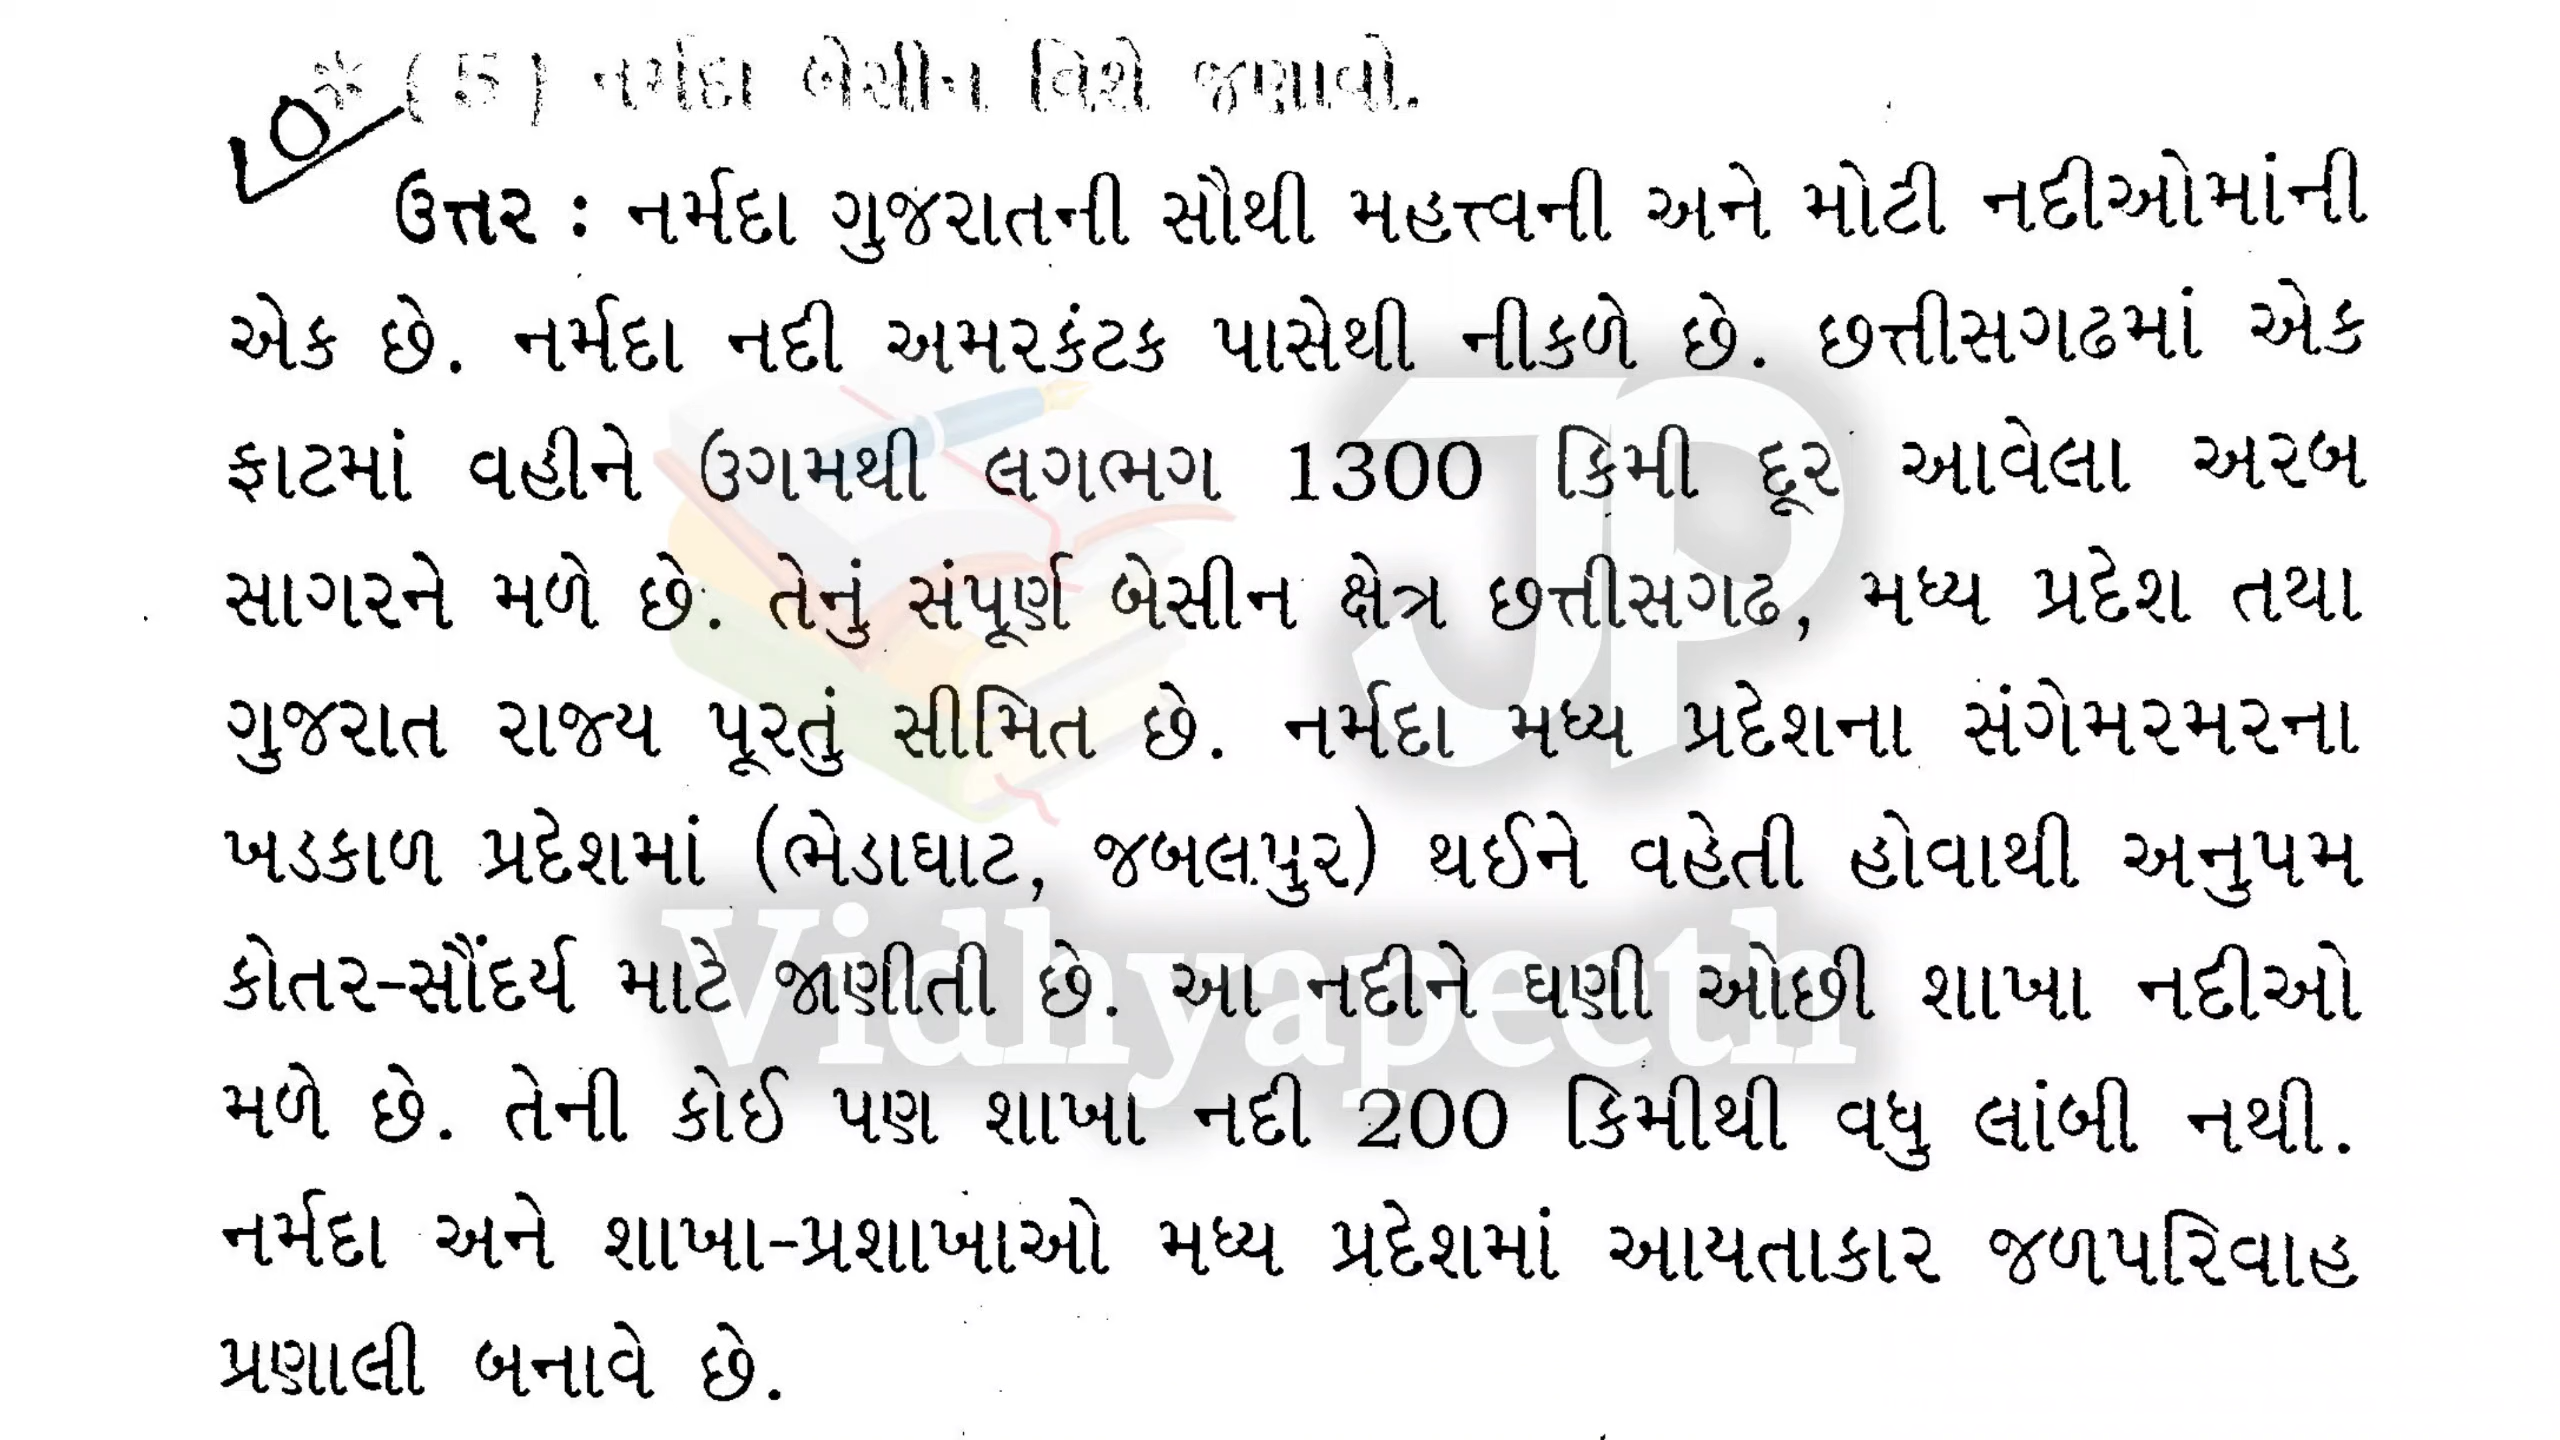 * (5) નર્મદા બેસીન વિશે જણાવો.
10
ઉત્તર : નર્મદા ગુજરાતની સૌથી મહત્ત્વની અને મોટી નદીઓમાંની
એક છે. નર્મદા નદી અમરકંટક પાસેથી નીકળે છે. છત્તીસગઢમાં એક
ફાટમાં વહીને ઉગમથી લગભગ 1300 કિમી દૂર આવેલા અરબ
સાગરને મળે છે. તેનું સંપૂર્ણ બેસીન ક્ષેત્ર છત્તીસગઢ, મધ્ય પ્રદેશ તથા
ગુજરાત રાજ્ય પૂરતું સીમિત છે. નર્મદા મધ્ય પ્રદેશના સંગેમરમરના
ખડકાળ પ્રદેશમાં (ભેડાઘાટ, જબલપુર) થઈને વહેતી હોવાથી અનુપમ
કોતર-સૌંદર્ય માટે જાણીતી છે. આ નદીને ઘણી ઓછી શાખા નદીઓ
મળે છે. તેની કોઈ પણ શાખા નદી 200 કિમીથી વધુ લાંબી નથી.
નર્મદા અને શાખા-પ્રશાખાઓ મધ્ય પ્રદેશમાં આયતાકાર જળપરિવાહ
પ્રણાલી બનાવે છે.
JP
Vidhyapeeth